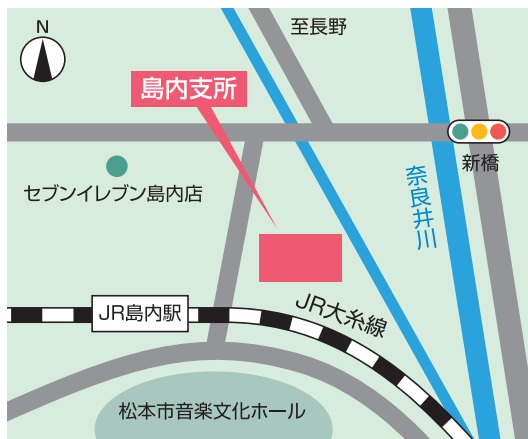 N
至長野
島内支所
新橋
セブンイレブン島内店
奈良井川
JR島内駅
JR大糸線
松本市音楽文化ホール